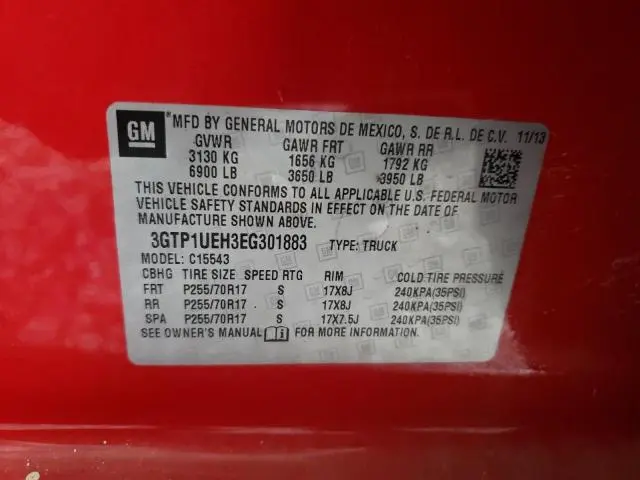 GM
*MFD BY GENERAL MOTORS DE MEXICO, S. DE R.L. DE C.V. 11/13
GVWR GAWR FRT GAWR RR
3130 KG 1656 KG 1792 KG
6900 LB 3650 LB 3950 LB
THIS VEHICLE CONFORMS TO ALL APPLICABLE U.S. FEDERAL MOTOR
VEHICLE SAFETY STANDARDS IN EFFECT ON THE DATE OF
MANUFACTURE SHOWN ABOVE.
3GTP1UEH3EG301883 TYPE: TRUCK
MODEL: C15543
CBHG TIRE SIZE SPEED RTG RIM COLD TIRE PRESSURE
FRT P255/70R17 S 17X8J 240KPA(35PSI)
RR P255/70R17 S 17X8J 240KPA(35PSI)
SPA P255/70R17 S 17X7.5J 240KPA(35PSI)
SEE OWNER'S MANUAL FOR MORE INFORMATION.